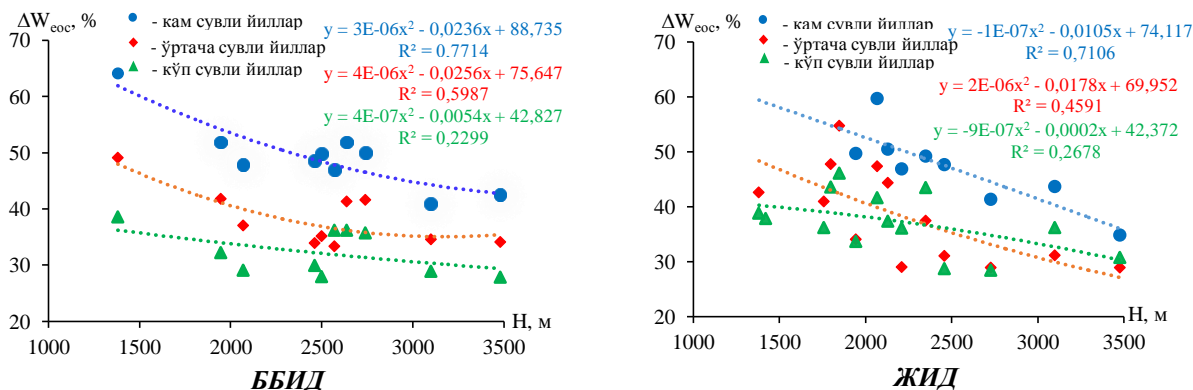 ΔWеос, %
- кам сувли йиллар
y = 3E-06x² - 0,0236x + 88,735
R² = 0.7714
- ўртача сувли йиллар
y = 4E-06x² - 0,0256x + 75,647
R² = 0,5987
- кўп сувли йиллар
y = 4E-07x² - 0,0054x + 42,827
R² = 0,2299
70
60
50
40
30
20
1000
1500
2000
2500
3000
3500
Н, м
ББИД
ΔWеос, %
- кам сувли йиллар
y = -1E-07x² - 0,0105x + 74,117
R² = 0,7106
- ўртача сувли йиллар
y = 2E-06x² - 0,0178x + 69,952
R² = 0,4591
- кўп сувли йиллар
y = -9E-07x² - 0,0002x + 42,372
R² = 0,2678
70
60
50
40
30
20
1000
1500
2000
2500
3000
3500
Н, м
ЖИД